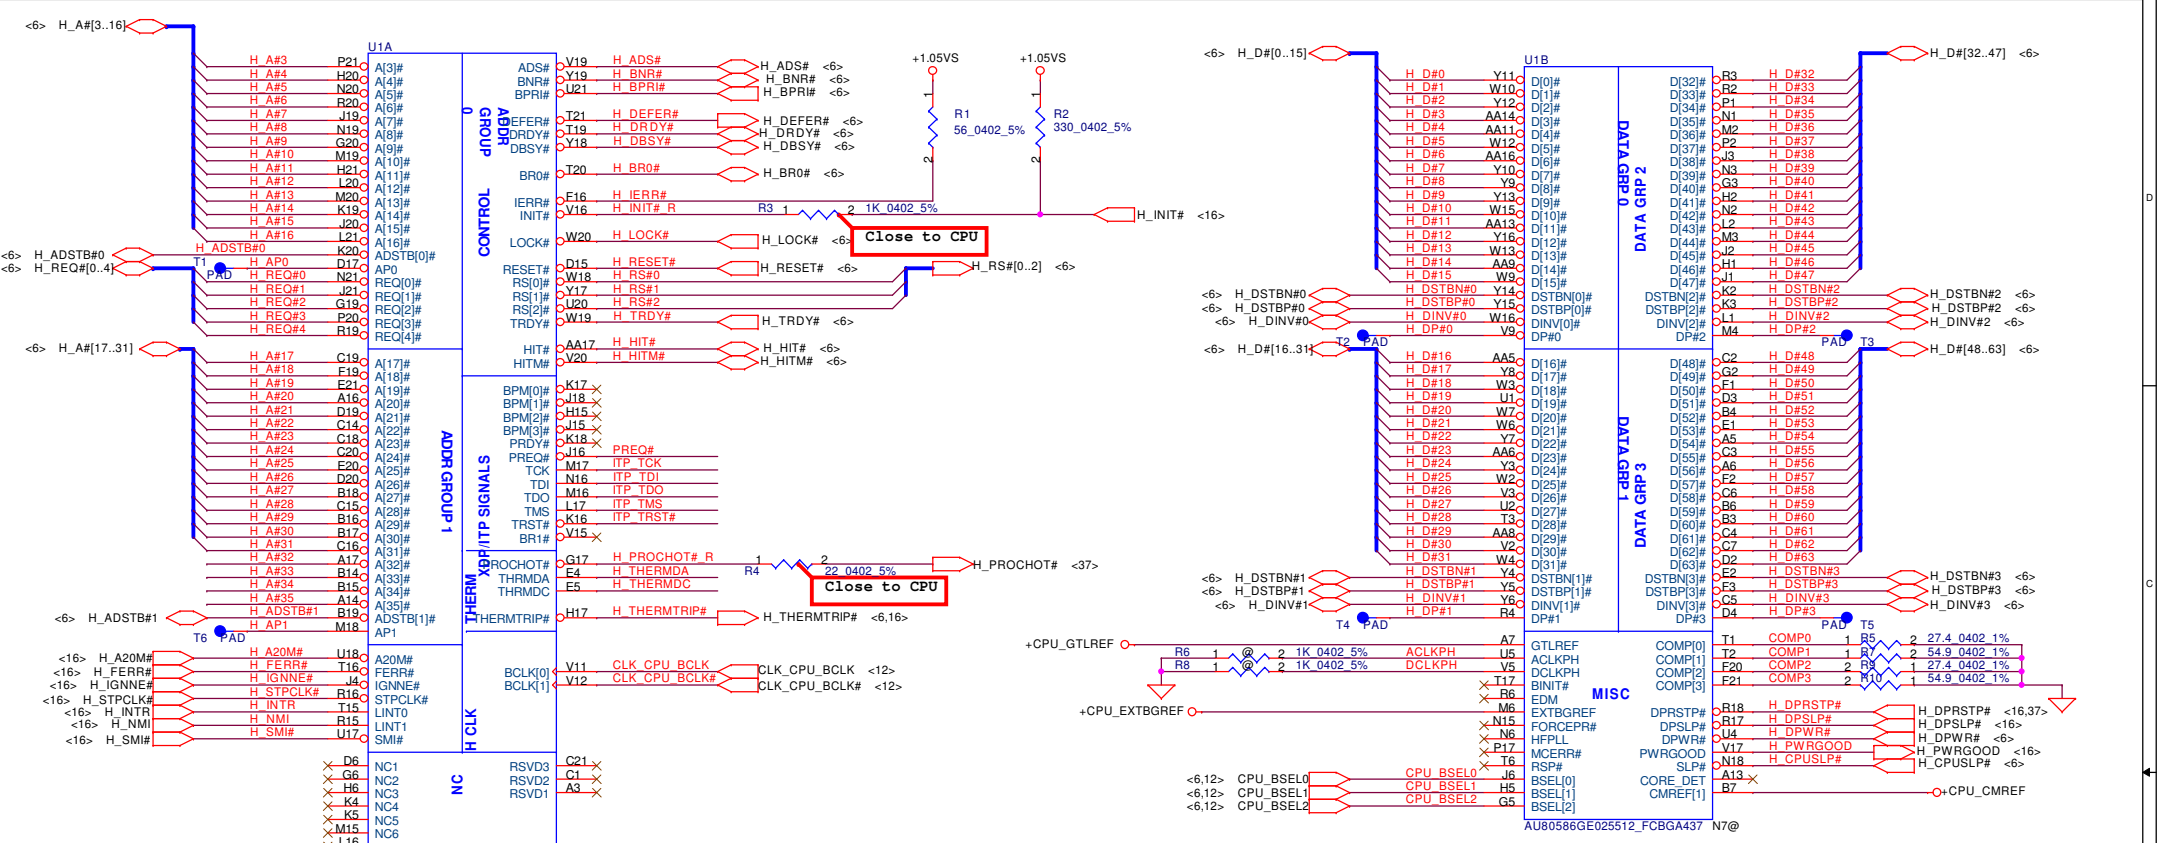 <6> H_A#[3..16]
U1A
H_A#3 P21 A[3]#
H_A#4 H20 A[4]#
H_A#5 N20 A[5]#
H_A#6 R20 A[6]#
H_A#7 J19 A[7]#
H_A#8 N19 A[8]#
H_A#9 G20 A[9]#
H_A#10 M19 A[10]#
H_A#11 H21 A[11]#
H_A#12 L20 A[12]#
H_A#13 M20 A[13]#
H_A#14 K19 A[14]#
H_A#15 J20 A[15]#
H_A#16 L21 A[16]#
<6> H_ADSTB#0 H_ADSTB#0 K20 ADSTB[0]#
T1 PAD H_AP0 D17 AP0
<6> H_REQ#[0..4]
H_REQ#0 N21 REQ[0]#
H_REQ#1 J21 REQ[1]#
H_REQ#2 G19 REQ[2]#
H_REQ#3 P20 REQ[3]#
H_REQ#4 R19 REQ[4]#
<6> H_A#[17..31]
H_A#17 C19 A[17]#
H_A#18 F19 A[18]#
H_A#19 E21 A[19]#
H_A#20 A16 A[20]#
H_A#21 D19 A[21]#
H_A#22 C14 A[22]#
H_A#23 C18 A[23]#
H_A#24 C20 A[24]#
H_A#25 E20 A[25]#
H_A#26 D20 A[26]#
H_A#27 B18 A[27]#
H_A#28 C15 A[28]#
H_A#29 B16 A[29]#
H_A#30 B17 A[30]#
H_A#31 C16 A[31]#
H_A#32 A17 A[32]#
H_A#33 B14 A[33]#
H_A#34 B15 A[34]#
H_A#35 A14 A[35]#
<6> H_ADSTB#1 H_ADSTB#1 B19 ADSTB[1]#
T6 PAD H_AP1 M18 AP1
<16> H_A20M# H_A20M# U18 A20M#
<16> H_FERR# H_FERR# T16 FERR#
<16> H_IGNNE# H_IGNNE# J4 IGNNE#
<16> H_STPCLK# H_STPCLK# R16 STPCLK#
<16> H_INTR H_INTR T15 LINT0
<16> H_NMI H_NMI R15 LINT1
<16> H_SMI# H_SMI# U17 SMI#
D6 NC1
G6 NC2
H6 NC3
K4 NC4
K5 NC5
M15 NC6
L16
ADDR GROUP 0
CONTROL
ADDR GROUP 1
XDP/ITP SIGNALS
THERM
H CLK
NC
ADS# V19 H_ADS# H_ADS# <6>
BNR# Y19 H_BNR# H_BNR# <6>
BPRI# U21 H_BPRI# H_BPRI# <6>
DEFER# T21 H_DEFER# H_DEFER# <6>
DRDY# T19 H_DRDY# H_DRDY# <6>
DBSY# Y18 H_DBSY# H_DBSY# <6>
BR0# T20 H_BR0# H_BR0# <6>
IERR# F16 H_IERR#
INIT# V16 H_INIT#_R R3 1 2 1K_0402_5% H_INIT# <16>
+1.05VS 1 R1 56_0402_5% 2
+1.05VS 1 R2 330_0402_5% 2
Close to CPU
LOCK# W20 H_LOCK# H_LOCK# <6>
RESET# D15 H_RESET# H_RESET# <6>
RS[0]# W18 H_RS#0 H_RS#[0..2] <6>
RS[1]# Y17 H_RS#1
RS[2]# U20 H_RS#2
TRDY# W19 H_TRDY# H_TRDY# <6>
HIT# AA17 H_HIT# H_HIT# <6>
HITM# V20 H_HITM# H_HITM# <6>
BPM[0]# K17
BPM[1]# J18
BPM[2]# H15
BPM[3]# J15
PRDY# K18
PREQ# J16 PREQ#
TCK M17 ITP_TCK
TDI N16 ITP_TDI
TDO M16 ITP_TDO
TMS L17 ITP_TMS
TRST# K16 ITP_TRST#
BR1# V15
PROCHOT# G17 H_PROCHOT#_R R4 1 2 22_0402_5% H_PROCHOT# <37>
Close to CPU
THRMDA E4 H_THERMDA
THRMDC E5 H_THERMDC
THERMTRIP# H17 H_THERMTRIP# H_THERMTRIP# <6,16>
BCLK[0] V11 CLK_CPU_BCLK CLK_CPU_BCLK <12>
BCLK[1] V12 CLK_CPU_BCLK# CLK_CPU_BCLK# <12>
RSVD3 C21
RSVD2 C1
RSVD1 A3
<6> H_D#[0..15]
U1B
H_D#0 Y11 D[0]#
H_D#1 W10 D[1]#
H_D#2 Y12 D[2]#
H_D#3 AA14 D[3]#
H_D#4 AA11 D[4]#
H_D#5 W12 D[5]#
H_D#6 AA16 D[6]#
H_D#7 Y10 D[7]#
H_D#8 Y9 D[8]#
H_D#9 Y13 D[9]#
H_D#10 W15 D[10]#
H_D#11 AA13 D[11]#
H_D#12 Y16 D[12]#
H_D#13 W13 D[13]#
H_D#14 AA9 D[14]#
H_D#15 W9 D[15]#
<6> H_DSTBN#0 H_DSTBN#0 Y14 DSTBN[0]#
<6> H_DSTBP#0 H_DSTBP#0 Y15 DSTBP[0]#
<6> H_DINV#0 H_DINV#0 W16 DINV[0]#
T2 PAD H_DP#0 V9 DP#0
<6> H_D#[16..31]
H_D#16 AA5 D[16]#
H_D#17 Y8 D[17]#
H_D#18 W3 D[18]#
H_D#19 U1 D[19]#
H_D#20 W7 D[20]#
H_D#21 W6 D[21]#
H_D#22 Y7 D[22]#
H_D#23 AA6 D[23]#
H_D#24 Y3 D[24]#
H_D#25 W2 D[25]#
H_D#26 V3 D[26]#
H_D#27 U2 D[27]#
H_D#28 T3 D[28]#
H_D#29 AA8 D[29]#
H_D#30 V2 D[30]#
H_D#31 W4 D[31]#
<6> H_DSTBN#1 H_DSTBN#1 Y4 DSTBN[1]#
<6> H_DSTBP#1 H_DSTBP#1 Y5 DSTBP[1]#
<6> H_DINV#1 H_DINV#1 Y6 DINV[1]#
T4 PAD H_DP#1 R4 DP#1
+CPU_GTLREF A7 GTLREF
R6 1 @ 2 1K_0402_5% ACLKPH U5 ACLKPH
R8 1 @ 2 1K_0402_5% DCLKPH V5 DCLKPH
T17 BINIT#
R6 EDM
+CPU_EXTBGREF M6 EXTBGREF
N15 FORCEPR#
N6 HFPLL
P17 MCERR#
T6 RSP#
<6,12> CPU_BSEL0 CPU_BSEL0 J6 BSEL[0]
<6,12> CPU_BSEL1 CPU_BSEL1 H5 BSEL[1]
<6,12> CPU_BSEL2 CPU_BSEL2 G5 BSEL[2]
AU80586GE025512_FCBGA437 N7@
DATA GRP 0
DATA GRP 2
DATA GRP 1
DATA GRP 3
MISC
H_D#[32..47] <6>
D[32]# R3 H_D#32
D[33]# R2 H_D#33
D[34]# P1 H_D#34
D[35]# N1 H_D#35
D[36]# M2 H_D#36
D[37]# P2 H_D#37
D[38]# J3 H_D#38
D[39]# N3 H_D#39
D[40]# G3 H_D#40
D[41]# H2 H_D#41
D[42]# N2 H_D#42
D[43]# L2 H_D#43
D[44]# M3 H_D#44
D[45]# J2 H_D#45
D[46]# H1 H_D#46
D[47]# J1 H_D#47
DSTBN[2]# K2 H_DSTBN#2 H_DSTBN#2 <6>
DSTBP[2]# K3 H_DSTBP#2 H_DSTBP#2 <6>
DINV[2]# L1 H_DINV#2 H_DINV#2 <6>
DP#2 M4 H_DP#2 PAD T3
H_D#[48..63] <6>
D[48]# C2 H_D#48
D[49]# G2 H_D#49
D[50]# F1 H_D#50
D[51]# D3 H_D#51
D[52]# B4 H_D#52
D[53]# E1 H_D#53
D[54]# A5 H_D#54
D[55]# C3 H_D#55
D[56]# A6 H_D#56
D[57]# F2 H_D#57
D[58]# C6 H_D#58
D[59]# B6 H_D#59
D[60]# B3 H_D#60
D[61]# C4 H_D#61
D[62]# C7 H_D#62
D[63]# D2 H_D#63
DSTBN[3]# E2 H_DSTBN#3 H_DSTBN#3 <6>
DSTBP[3]# F3 H_DSTBP#3 H_DSTBP#3 <6>
DINV[3]# C5 H_DINV#3 H_DINV#3 <6>
DP#3 D4 H_DP#3 PAD T5
COMP[0] T1 COMP0 1 R5 2 27.4_0402_1%
COMP[1] T2 COMP1 1 R7 2 54.9_0402_1%
COMP[2] F20 COMP2 2 R9 1 27.4_0402_1%
COMP[3] F21 COMP3 2 R10 1 54.9_0402_1%
DPRSTP# R18 H_DPRSTP# H_DPRSTP# <16,37>
DPSLP# R17 H_DPSLP# H_DPSLP# <16>
DPWR# U4 H_DPWR# H_DPWR# <6>
PWRGOOD V17 H_PWRGOOD H_PWRGOOD <16>
SLP# N18 H_CPUSLP# H_CPUSLP# <6>
CORE_DET A13
CMREF[1] B7 +CPU_CMREF
D
C